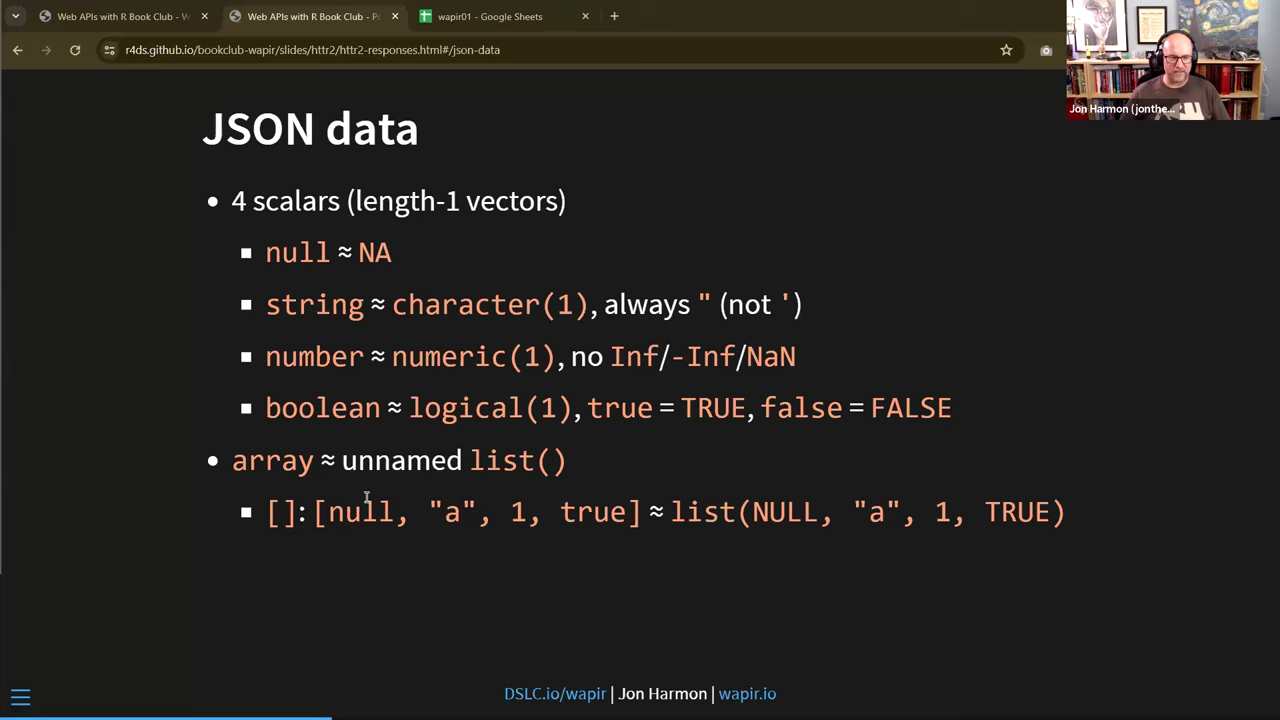 Web APIs with R Book Club - W
Web APIs with R Book Club - Pr
wapir01 - Google Sheets
r4ds.github.io/bookclub-wapir/slides/httr2/httr2-responses.html#/json-data
Jon Harmon (jonthe...
JSON data
• 4 scalars (length-1 vectors)
▪ null ≈ NA
▪ string ≈ character(1), always " (not ')
▪ number ≈ numeric(1), no Inf/-Inf/NaN
▪ boolean ≈ logical(1), true = TRUE, false = FALSE
• array ≈ unnamed list()
▪ []: [null, "a", 1, true] ≈ list(NULL, "a", 1, TRUE)
DSLC.io/wapir | Jon Harmon | wapir.io